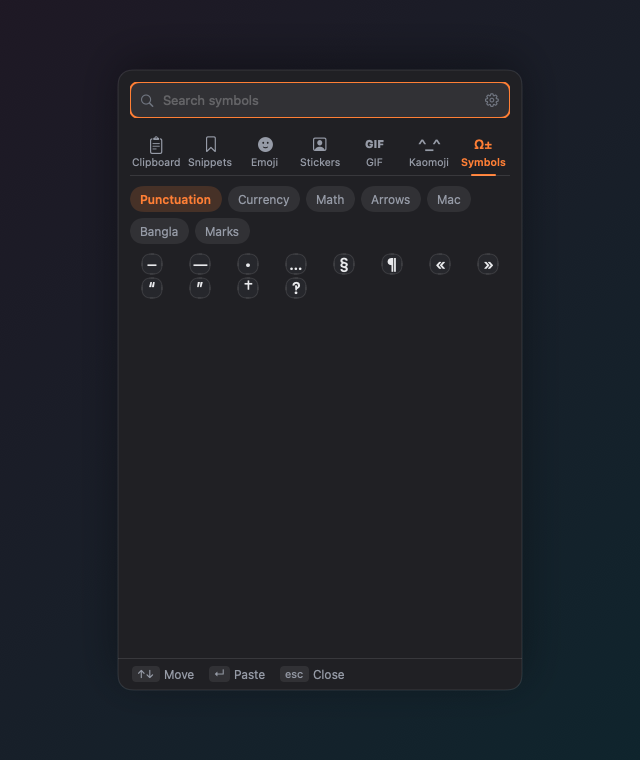 Search symbols
Clipboard Snippets Emoji Stickers GIF GIF ^_^ Kaomoji Ω± Symbols
Punctuation Currency Math Arrows Mac
Bangla Marks
– — • … § ¶ « »
“ ” † ‽
↑↓ Move ↵ Paste esc Close